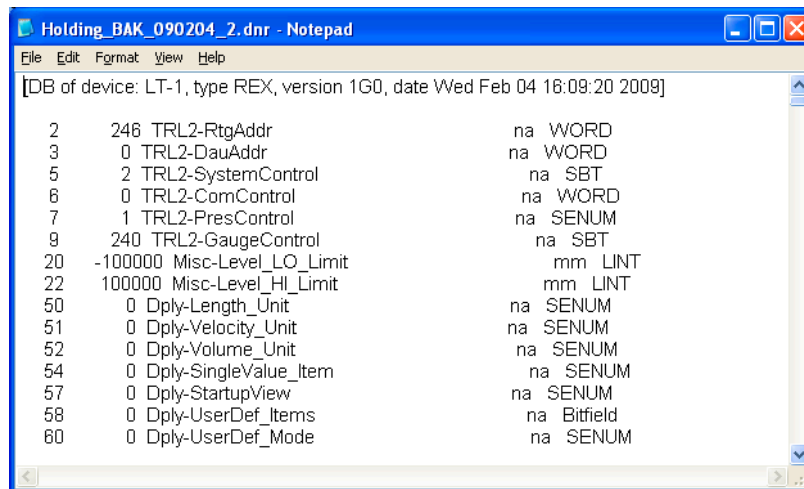 Holding_BAK_090204_2.dnr - Notepad
File Edit Format View Help
[DB of device: LT-1, type REX, version 1G0, date Wed Feb 04 16:09:20 2009]
2 246 TRL2-RtgAddr na WORD
3 0 TRL2-DauAddr na WORD
5 2 TRL2-SystemControl na SBT
6 0 TRL2-ComControl na WORD
7 1 TRL2-PresControl na SENUM
9 240 TRL2-GaugeControl na SBT
20 -100000 Misc-Level_LO_Limit mm LINT
22 100000 Misc-Level_HI_Limit mm LINT
50 0 Dply-Length_Unit na SENUM
51 0 Dply-Velocity_Unit na SENUM
52 0 Dply-Volume_Unit na SENUM
54 0 Dply-SingleValue_Item na SENUM
57 0 Dply-StartupView na SENUM
58 0 Dply-UserDef_Items na Bitfield
60 0 Dply-UserDef_Mode na SENUM